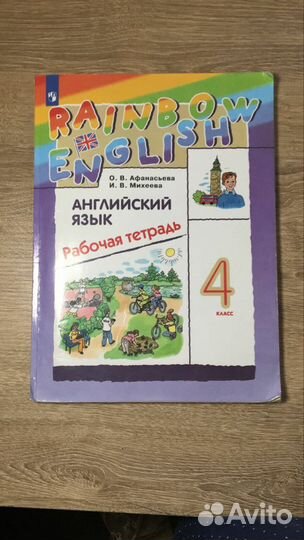 RAINBOW
ENGLISH
О. В. Афанасьева
И. В. Михеева
АНГЛИЙСКИЙ
ЯЗЫК
Рабочая тетрадь
4
КЛАСС
Avito